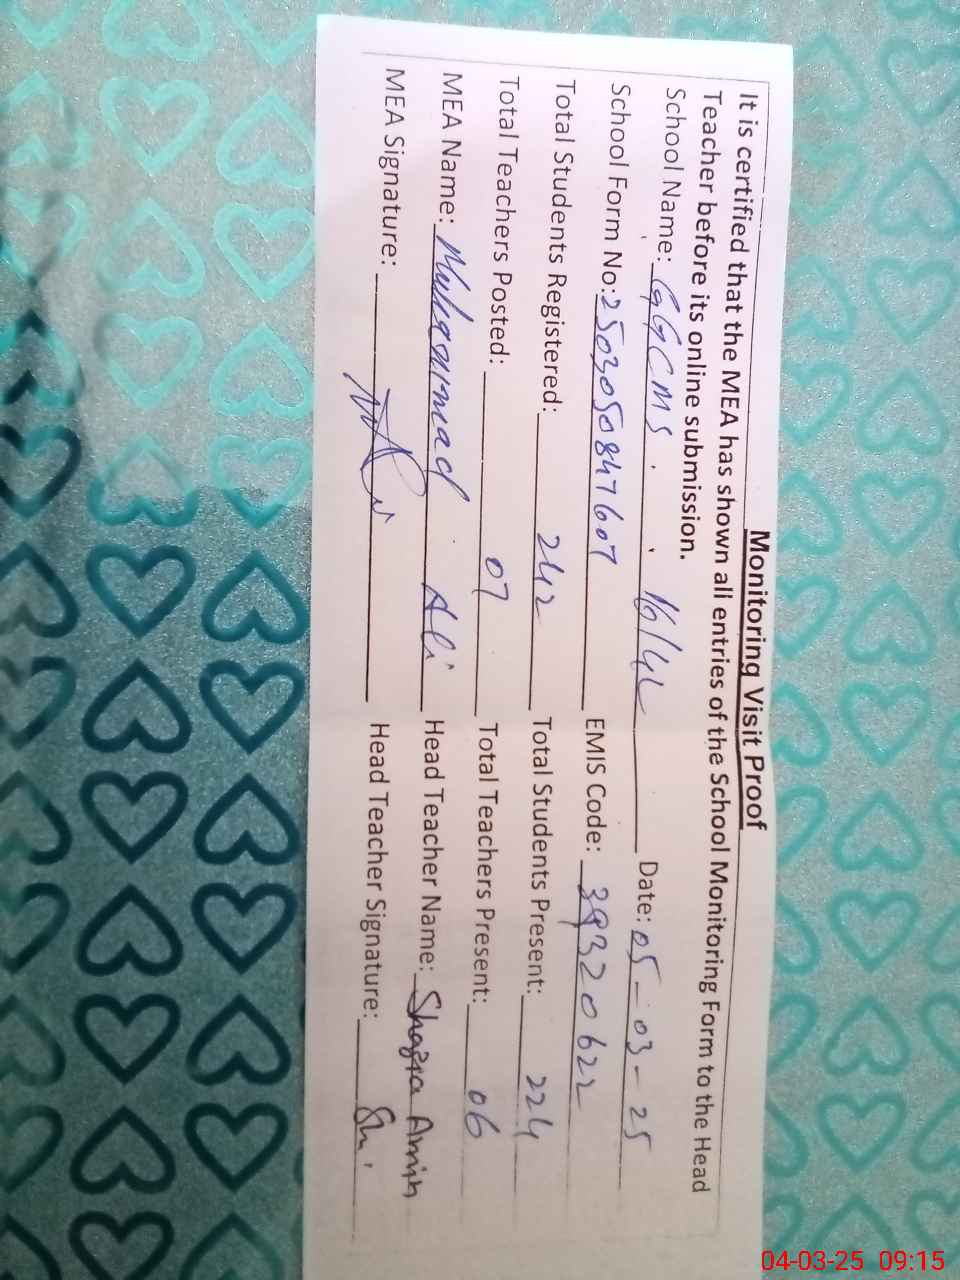 Monitoring Visit Proof
It is certified that the MEA has shown all entries of the School Monitoring Form to the Head
Teacher before its online submission.
School Name: GGCMS . . 16/4L Date: 05-03-25
School Form No: 2503050847607 EMIS Code: 39320622
Total Students Registered: 242 Total Students Present: 224
Total Teachers Posted: 07 Total Teachers Present: 06
MEA Name: Muhammad Ali Head Teacher Name: Shazia Amin
MEA Signature: Head Teacher Signature:
04-03-25 09:15